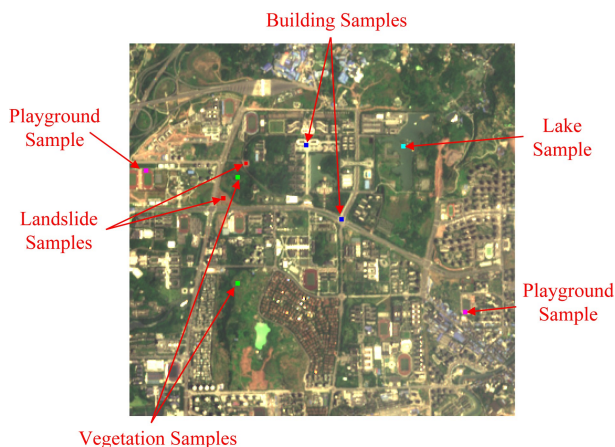 Building Samples
Playground
Sample
Lake
Sample
Landslide
Samples
Playground
Sample
Vegetation Samples